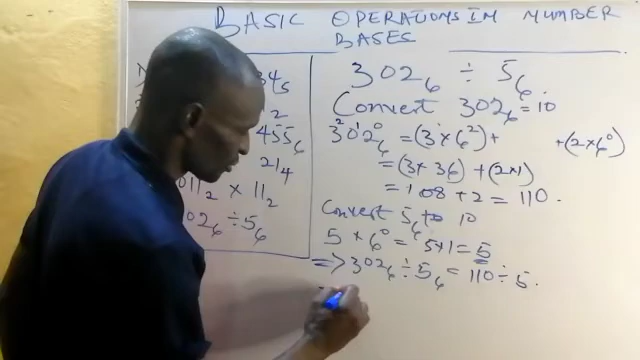 BASIC OPERATIONS IN NUMBER
BASES
34₅
2
455₆
21₄
011₂ × 11₂
02₆ ÷ 5₆
302₆ ÷ 5₆
Convert 302₆ = 10
3²0¹2⁰₆ = (3 × 6²) + + (2 × 6⁰)
= (3 × 36) + (2×1)
= 108 + 2 = 110.
Convert 5₆ to 10
5 × 6⁰ = 5×1 = 5
=> 302₆ ÷ 5₆ = 110 ÷ 5.